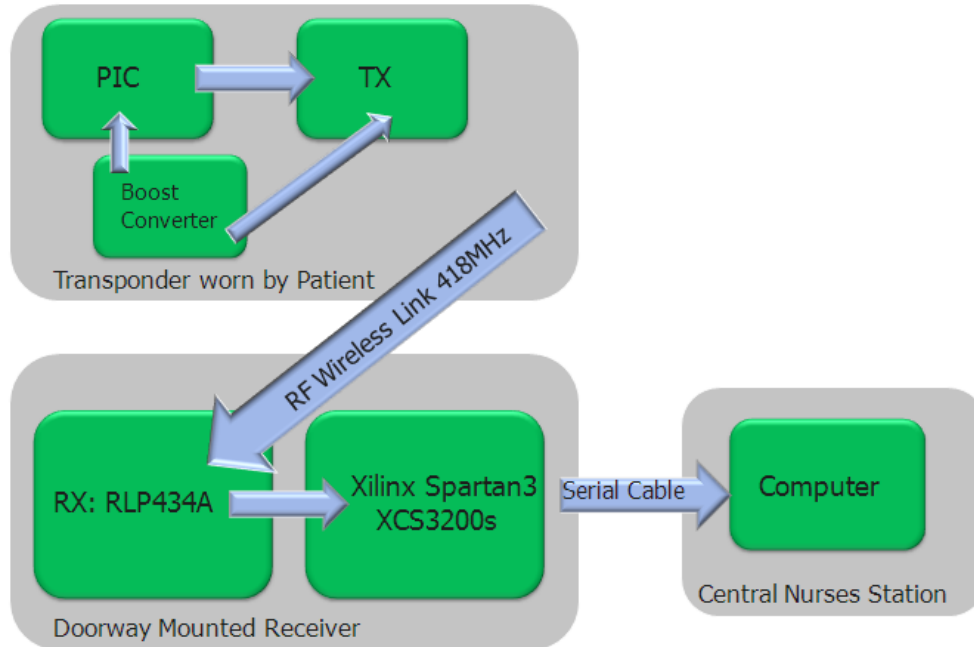 PIC
TX
Boost
Converter
Transponder worn by Patient
RF Wireless Link 418MHz
RX: RLP434A
Xilinx Spartan3
XCS3200s
Serial Cable
Computer
Doorway Mounted Receiver
Central Nurses Station